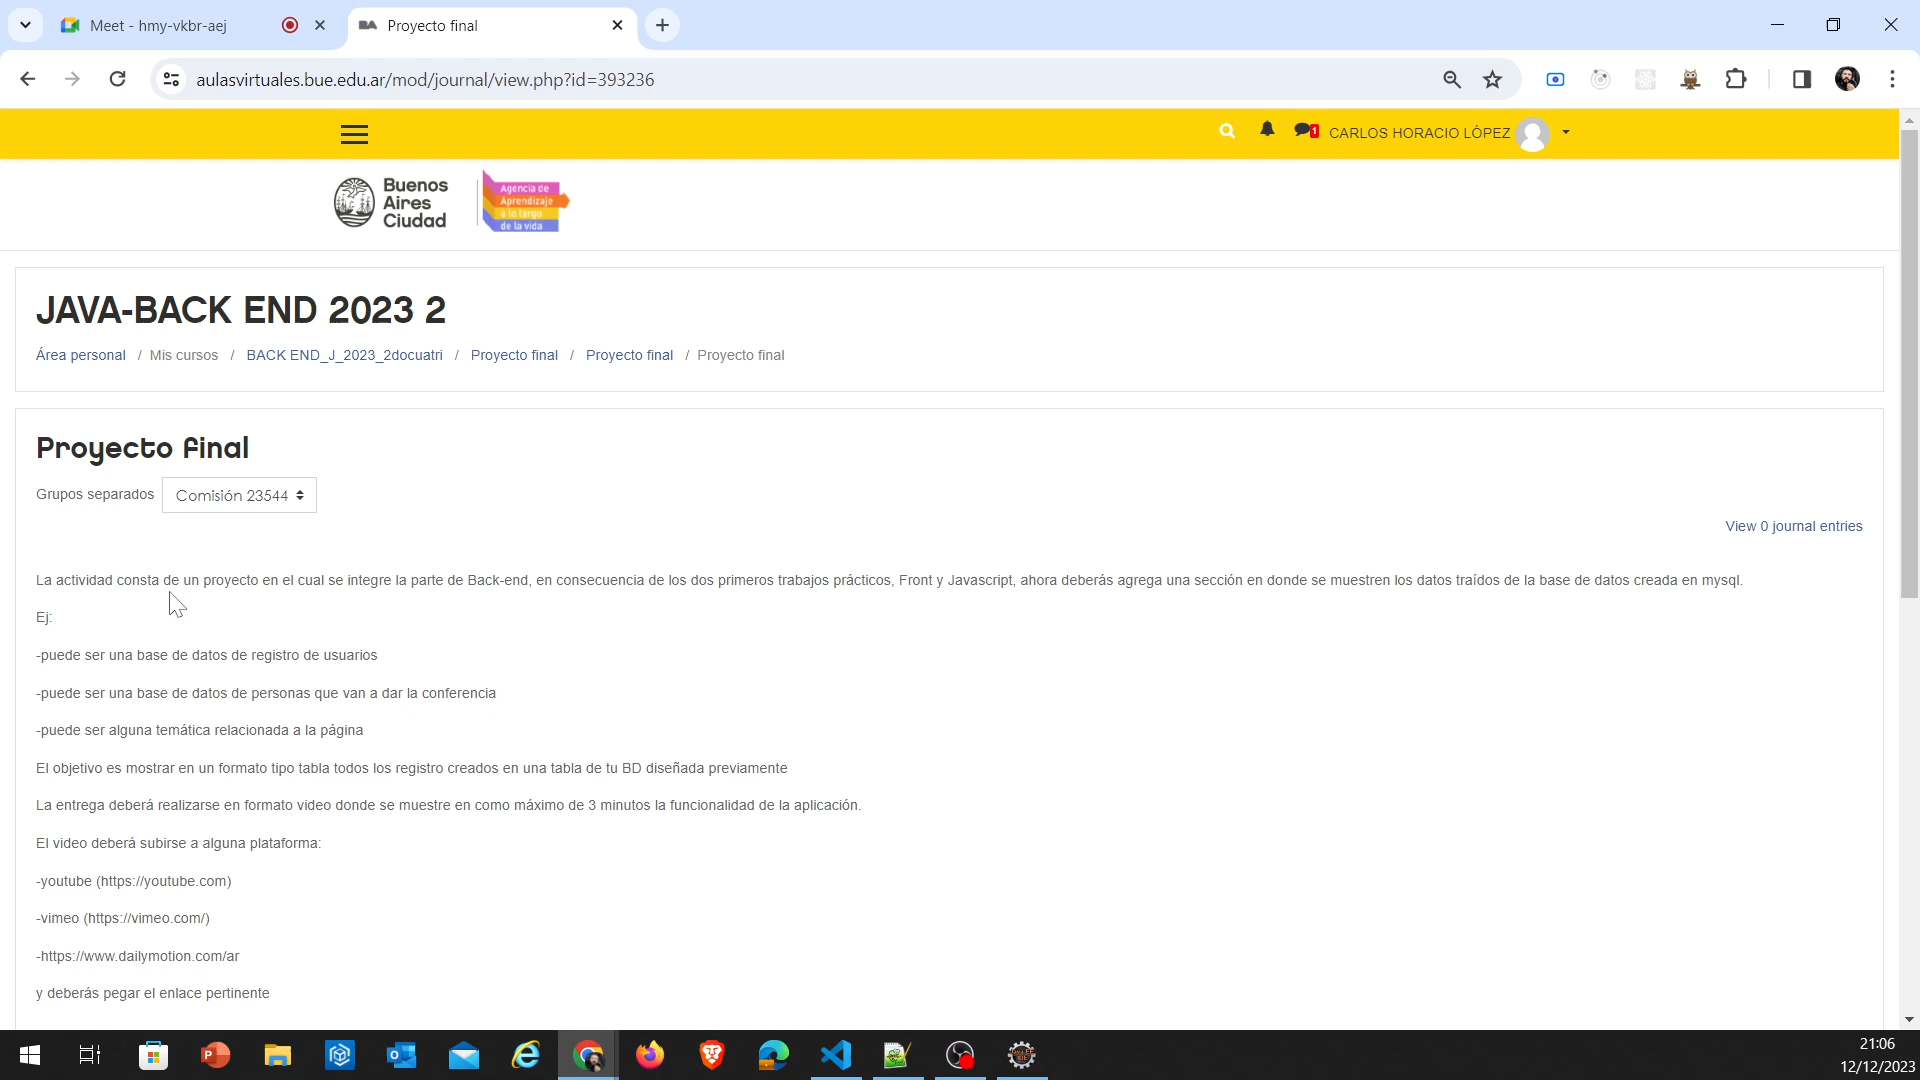 Meet - hmy-vkbr-aej
Proyecto final
aulasvirtuales.bue.edu.ar/mod/journal/view.php?id=393236
1 CARLOS HORACIO LÓPEZ
Buenos
Aires
Ciudad
Agencia de
Aprendizaje
a lo largo
de la vida
JAVA-BACK END 2023 2
Área personal / Mis cursos / BACK END_J_2023_2docuatri / Proyecto final / Proyecto final / Proyecto final
Proyecto final
Grupos separados Comisión 23544
View 0 journal entries
La actividad consta de un proyecto en el cual se integre la parte de Back-end, en consecuencia de los dos primeros trabajos prácticos, Front y Javascript, ahora deberás agrega una sección en donde se muestren los datos traídos de la base de datos creada en mysql.
Ej:
-puede ser una base de datos de registro de usuarios
-puede ser una base de datos de personas que van a dar la conferencia
-puede ser alguna temática relacionada a la página
El objetivo es mostrar en un formato tipo tabla todos los registro creados en una tabla de tu BD diseñada previamente
La entrega deberá realizarse en formato video donde se muestre en como máximo de 3 minutos la funcionalidad de la aplicación.
El video deberá subirse a alguna plataforma:
-youtube (https://youtube.com)
-vimeo (https://vimeo.com/)
-https://www.dailymotion.com/ar
y deberás pegar el enlace pertinente
21:06
12/12/2023